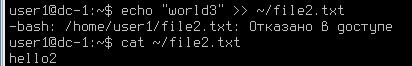 user1@dc-1:~$ echo "world3" >> ~/file2.txt
-bash: /home/user1/file2.txt: Отказано в доступе
user1@dc-1:~$ cat ~/file2.txt
hello2